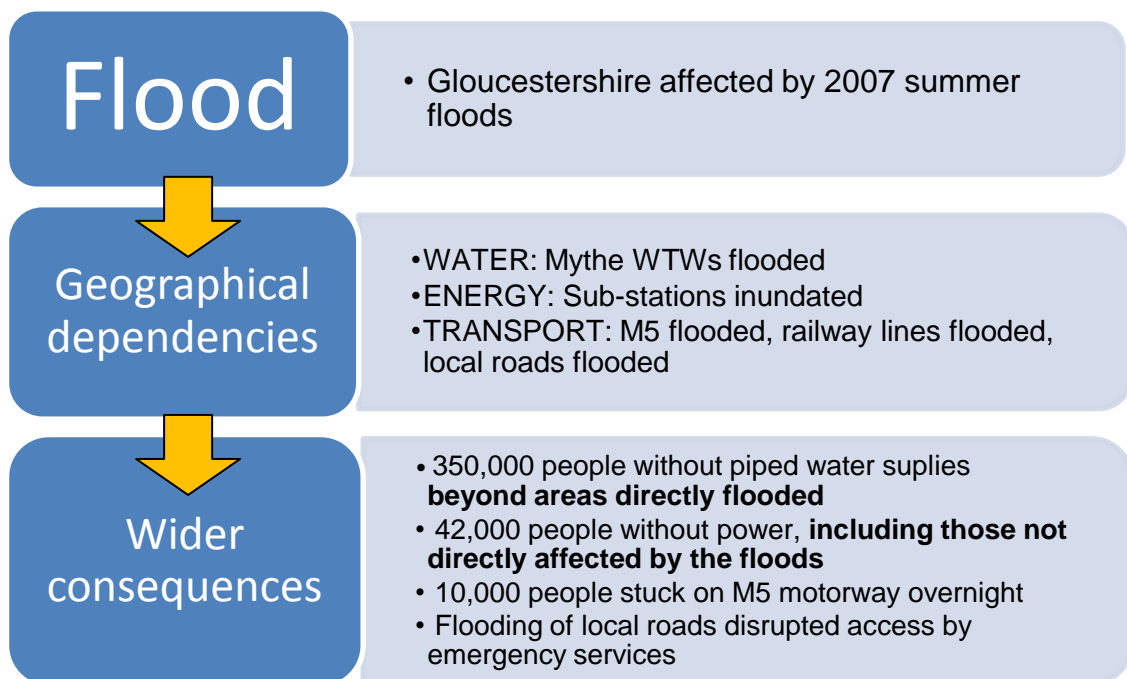 Flood
• Gloucestershire affected by 2007 summer
floods
Geographical
dependencies
•WATER: Mythe WTWs flooded
•ENERGY: Sub-stations inundated
•TRANSPORT: M5 flooded, railway lines flooded,
local roads flooded
Wider
consequences
• 350,000 people without piped water suplies
beyond areas directly flooded
• 42,000 people without power, including those not
directly affected by the floods
• 10,000 people stuck on M5 motorway overnight
• Flooding of local roads disrupted access by
emergency services